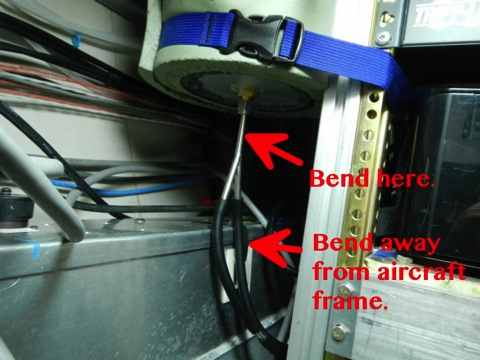 Bend here.
Bend away
from aircraft
frame.